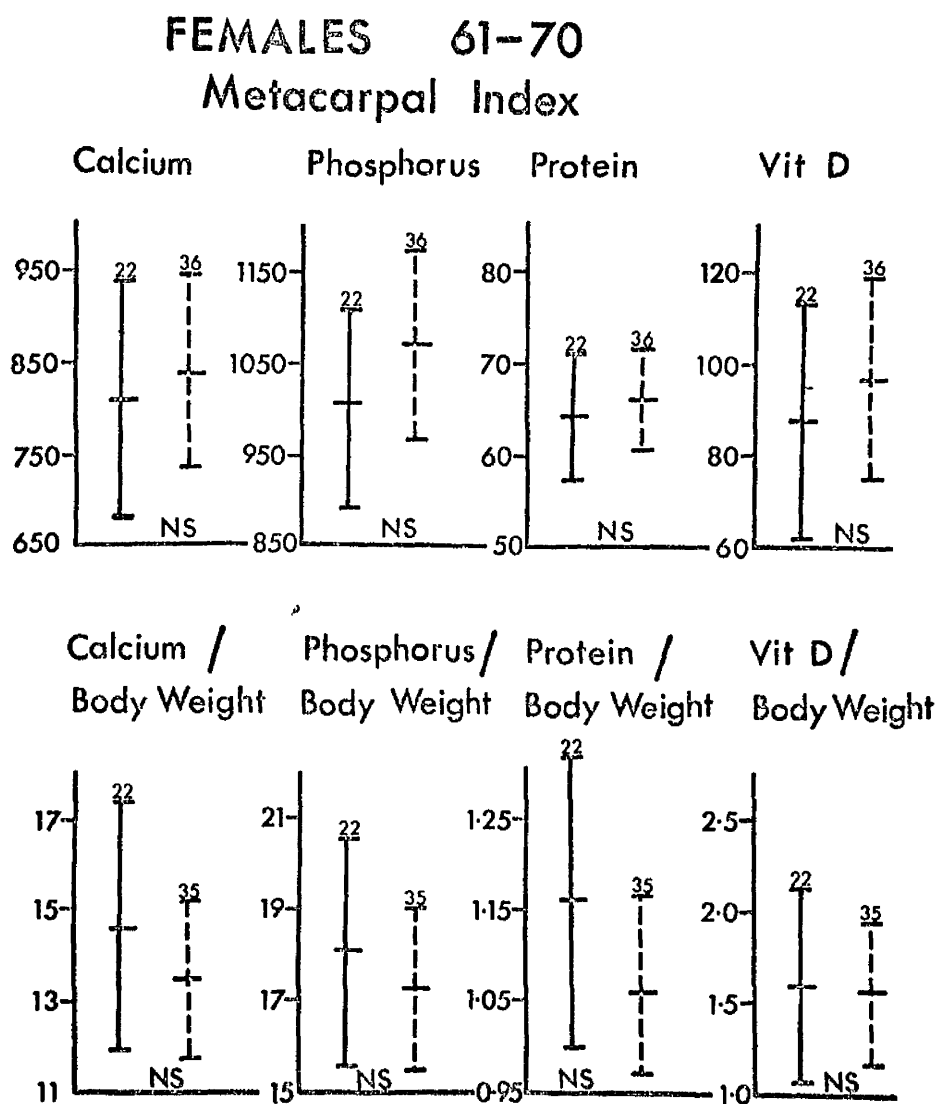 FEMALES 61-70
Metacarpal Index
Calcium Phosphorus Protein Vit D
950 22 36
850
750
650 NS
1150 22 36
1050
950
850 NS
80 22 36
70
60
50 NS
120 22 36
100
80
60 NS
Calcium / Phosphorus / Protein / Vit D /
Body Weight Body Weight Body Weight Body Weight
17 22 35
15
13
11 NS
21 22 35
19
17
15 NS
22
1·25
1·15 35
1·05
0·95 NS
2·5
2·0 22 35
1·5
1·0 NS